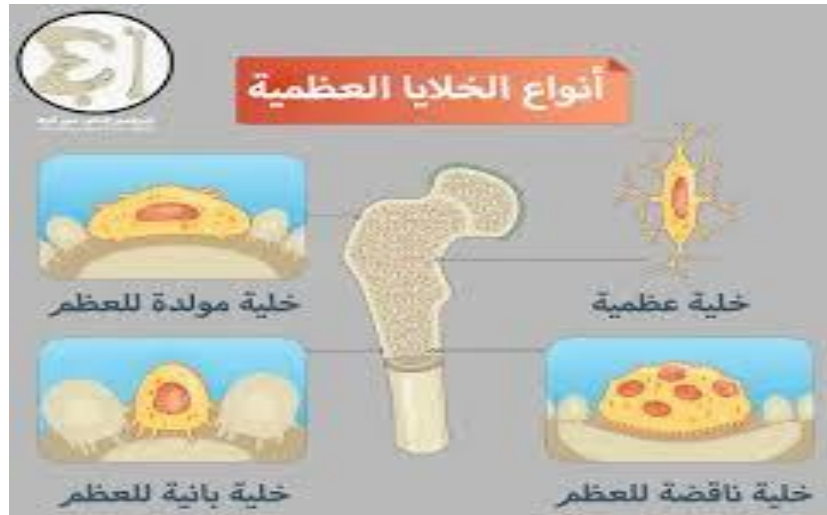 أنواع الخلايا العظمية
خلية عظمية
خلية مولدة للعظم
خلية ناقضة للعظم
خلية بانية للعظم